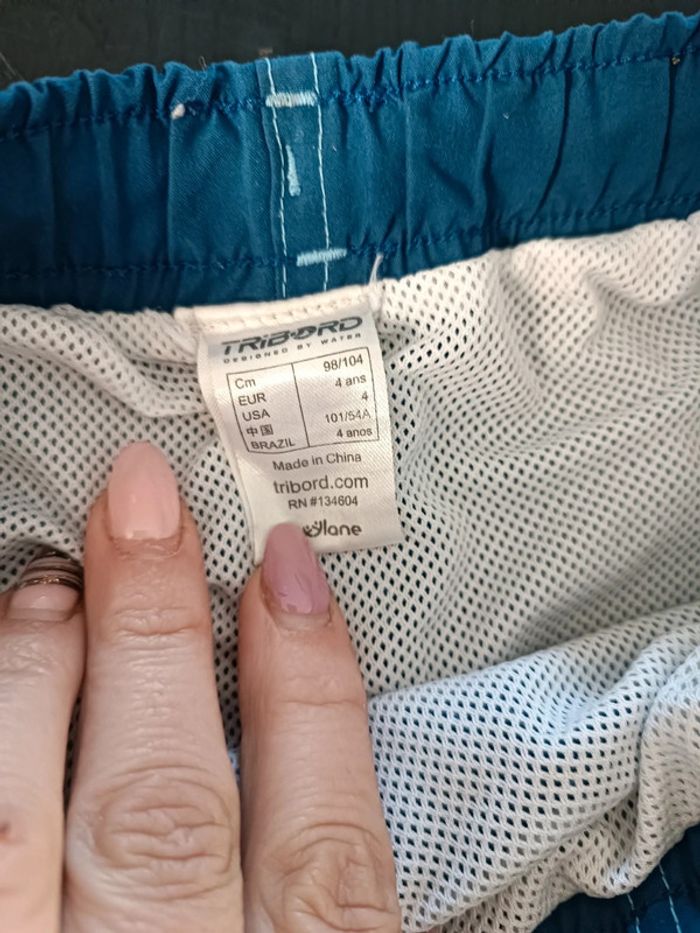 TRIBORD
DESIGNED BY WATER
Cm 98/104
EUR 4 ans
USA 4
中国 101/54A
BRAZIL 4 anos
Made in China
tribord.com
RN #134604